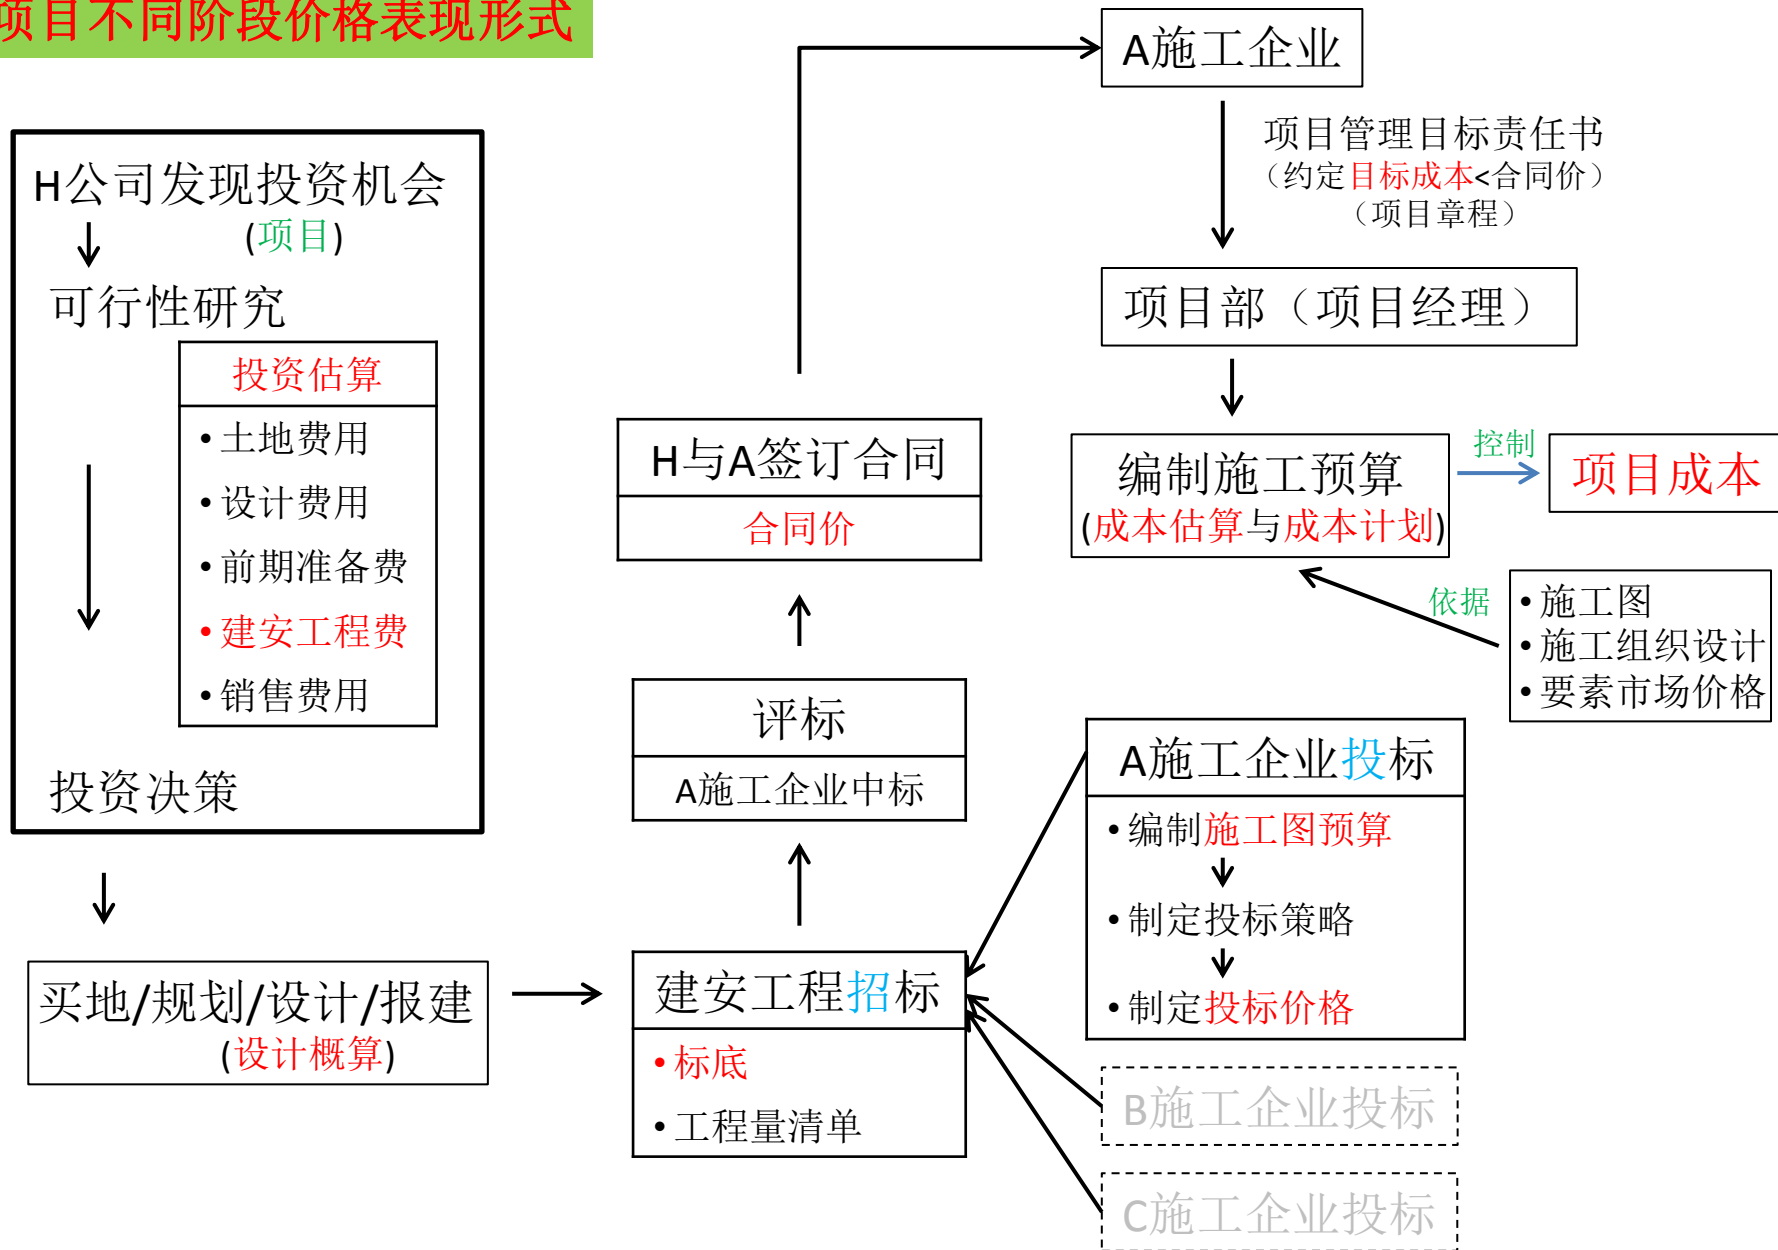 项目不同阶段价格表现形式
H公司发现投资机会
(项目)
可行性研究
投资估算
•土地费用
•设计费用
•前期准备费
•建安工程费
•销售费用
投资决策
买地/规划/设计/报建
(设计概算)
建安工程招标
•标底
•工程量清单
评标
A施工企业中标
H与A签订合同
合同价
A施工企业
项目管理目标责任书
（约定目标成本<合同价）
（项目章程）
项目部（项目经理）
编制施工预算
(成本估算与成本计划)
控制
项目成本
依据
•施工图
•施工组织设计
•要素市场价格
A施工企业投标
•编制施工图预算
•制定投标策略
•制定投标价格
B施工企业投标
C施工企业投标